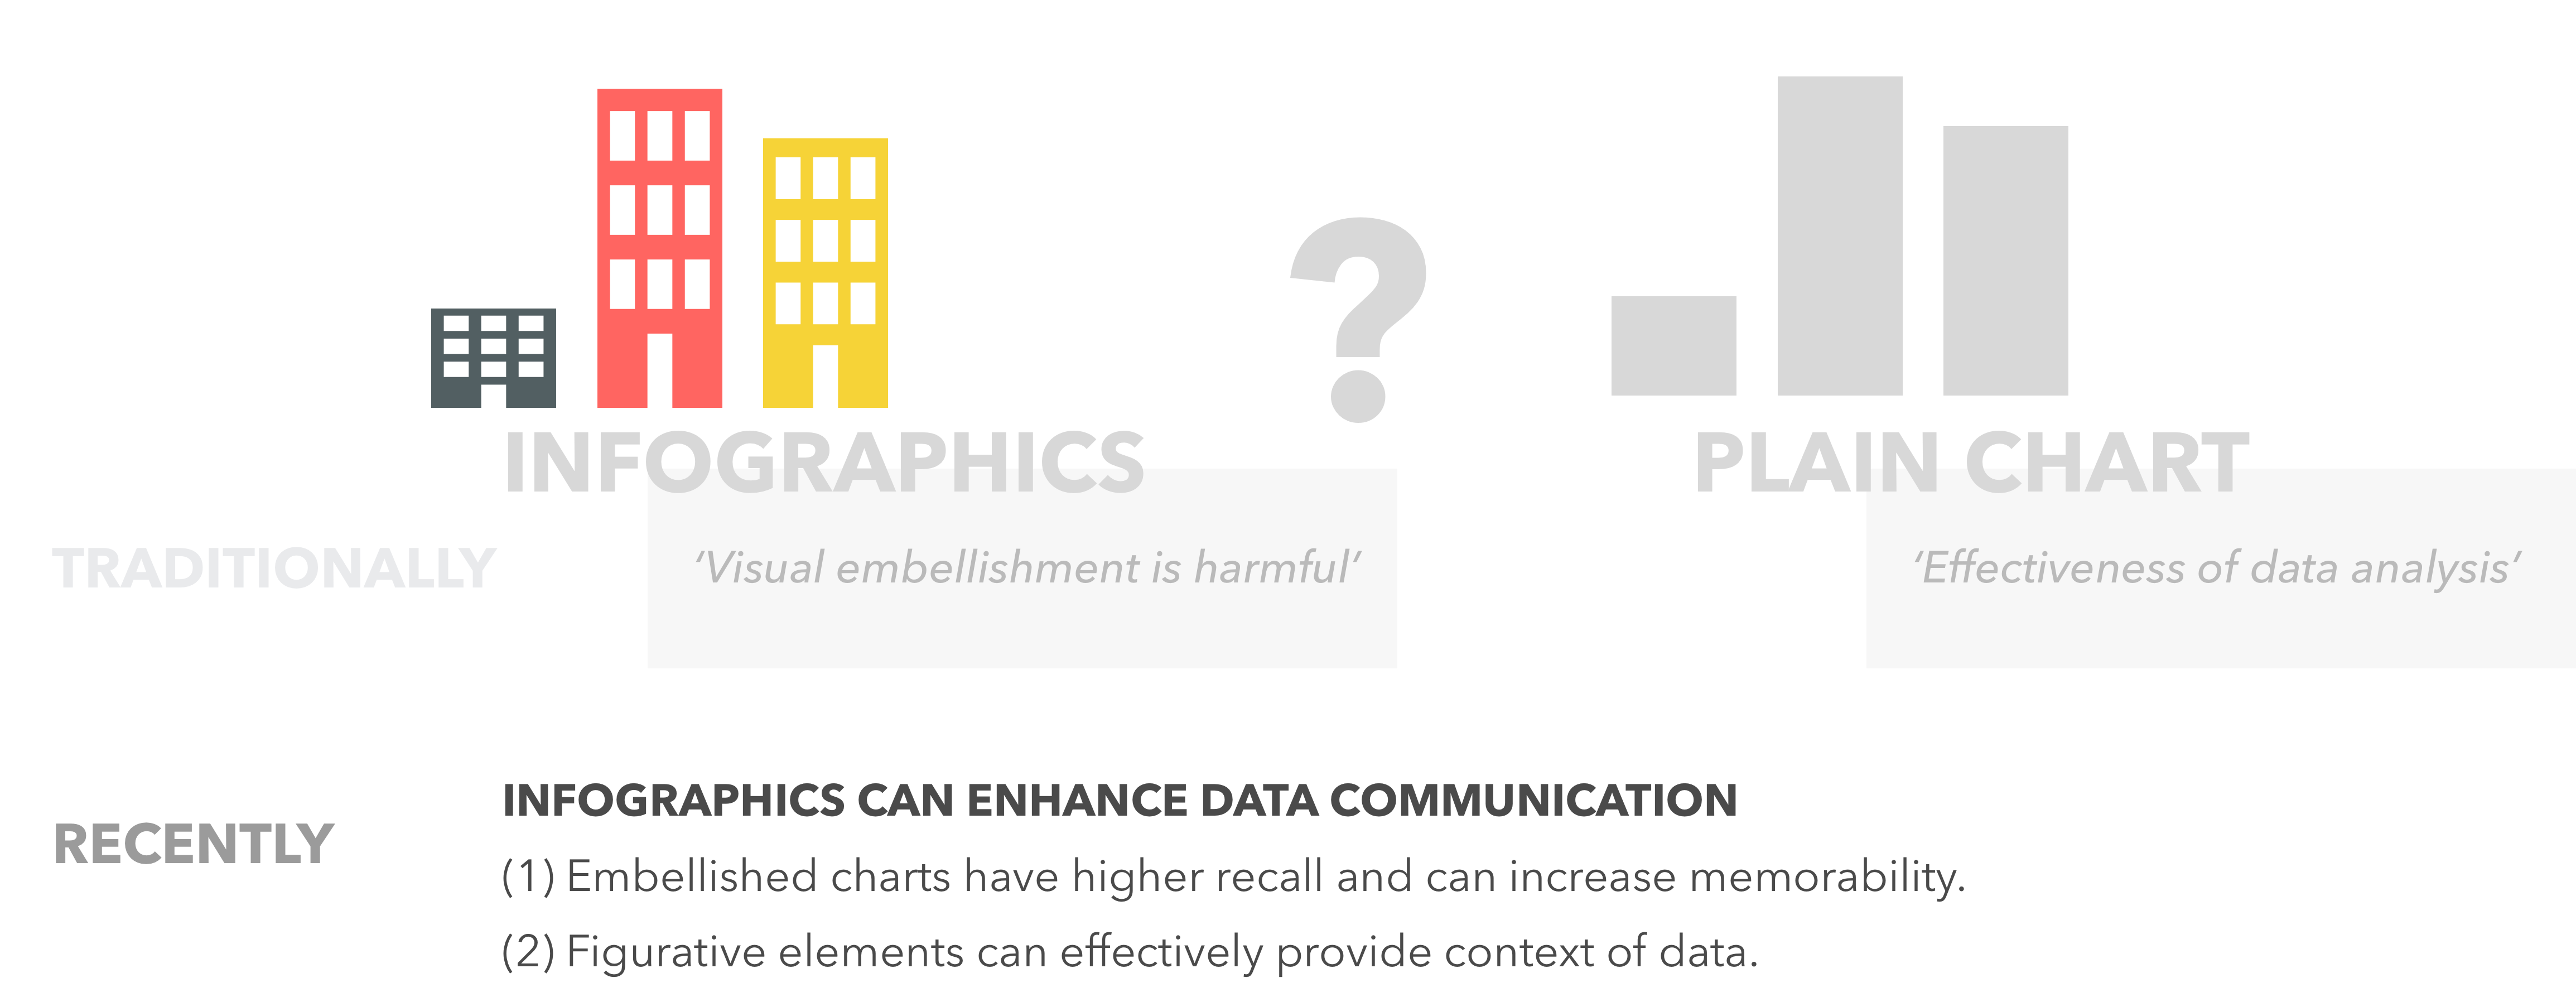 ?
INFOGRAPHICS
PLAIN CHART
TRADITIONALLY
‘Visual embellishment is harmful’
‘Effectiveness of data analysis’
RECENTLY
INFOGRAPHICS CAN ENHANCE DATA COMMUNICATION
(1) Embellished charts have higher recall and can increase memorability.
(2) Figurative elements can effectively provide context of data.